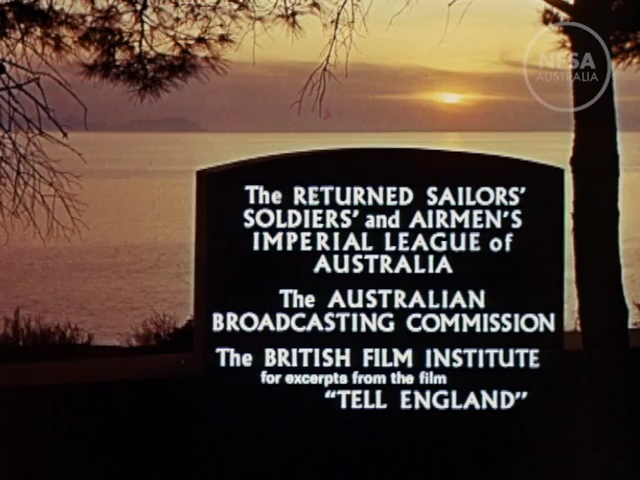 NFSA
AUSTRALIA
The RETURNED SAILORS'
SOLDIERS' and AIRMEN'S
IMPERIAL LEAGUE of
AUSTRALIA
The AUSTRALIAN
BROADCASTING COMMISSION
The BRITISH FILM INSTITUTE
for excerpts from the film
"TELL ENGLAND"